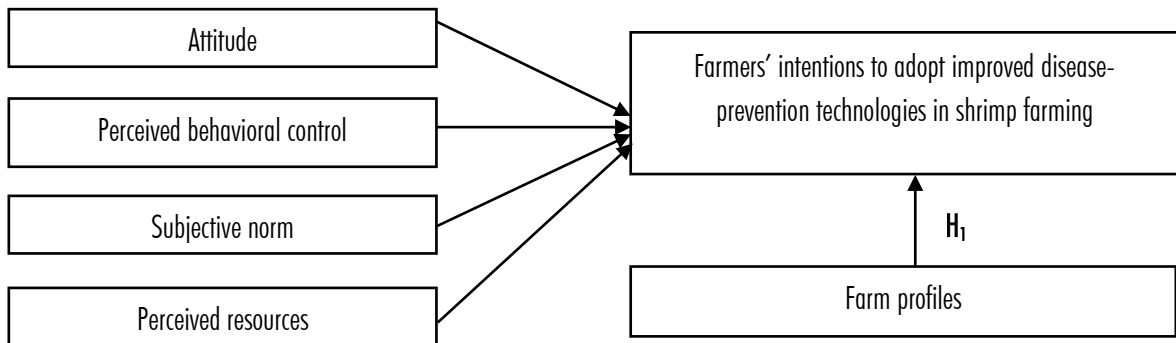 Attitude
Perceived behavioral control
Subjective norm
Perceived resources
Farmers’ intentions to adopt improved disease-
prevention technologies in shrimp farming
H₁
Farm profiles